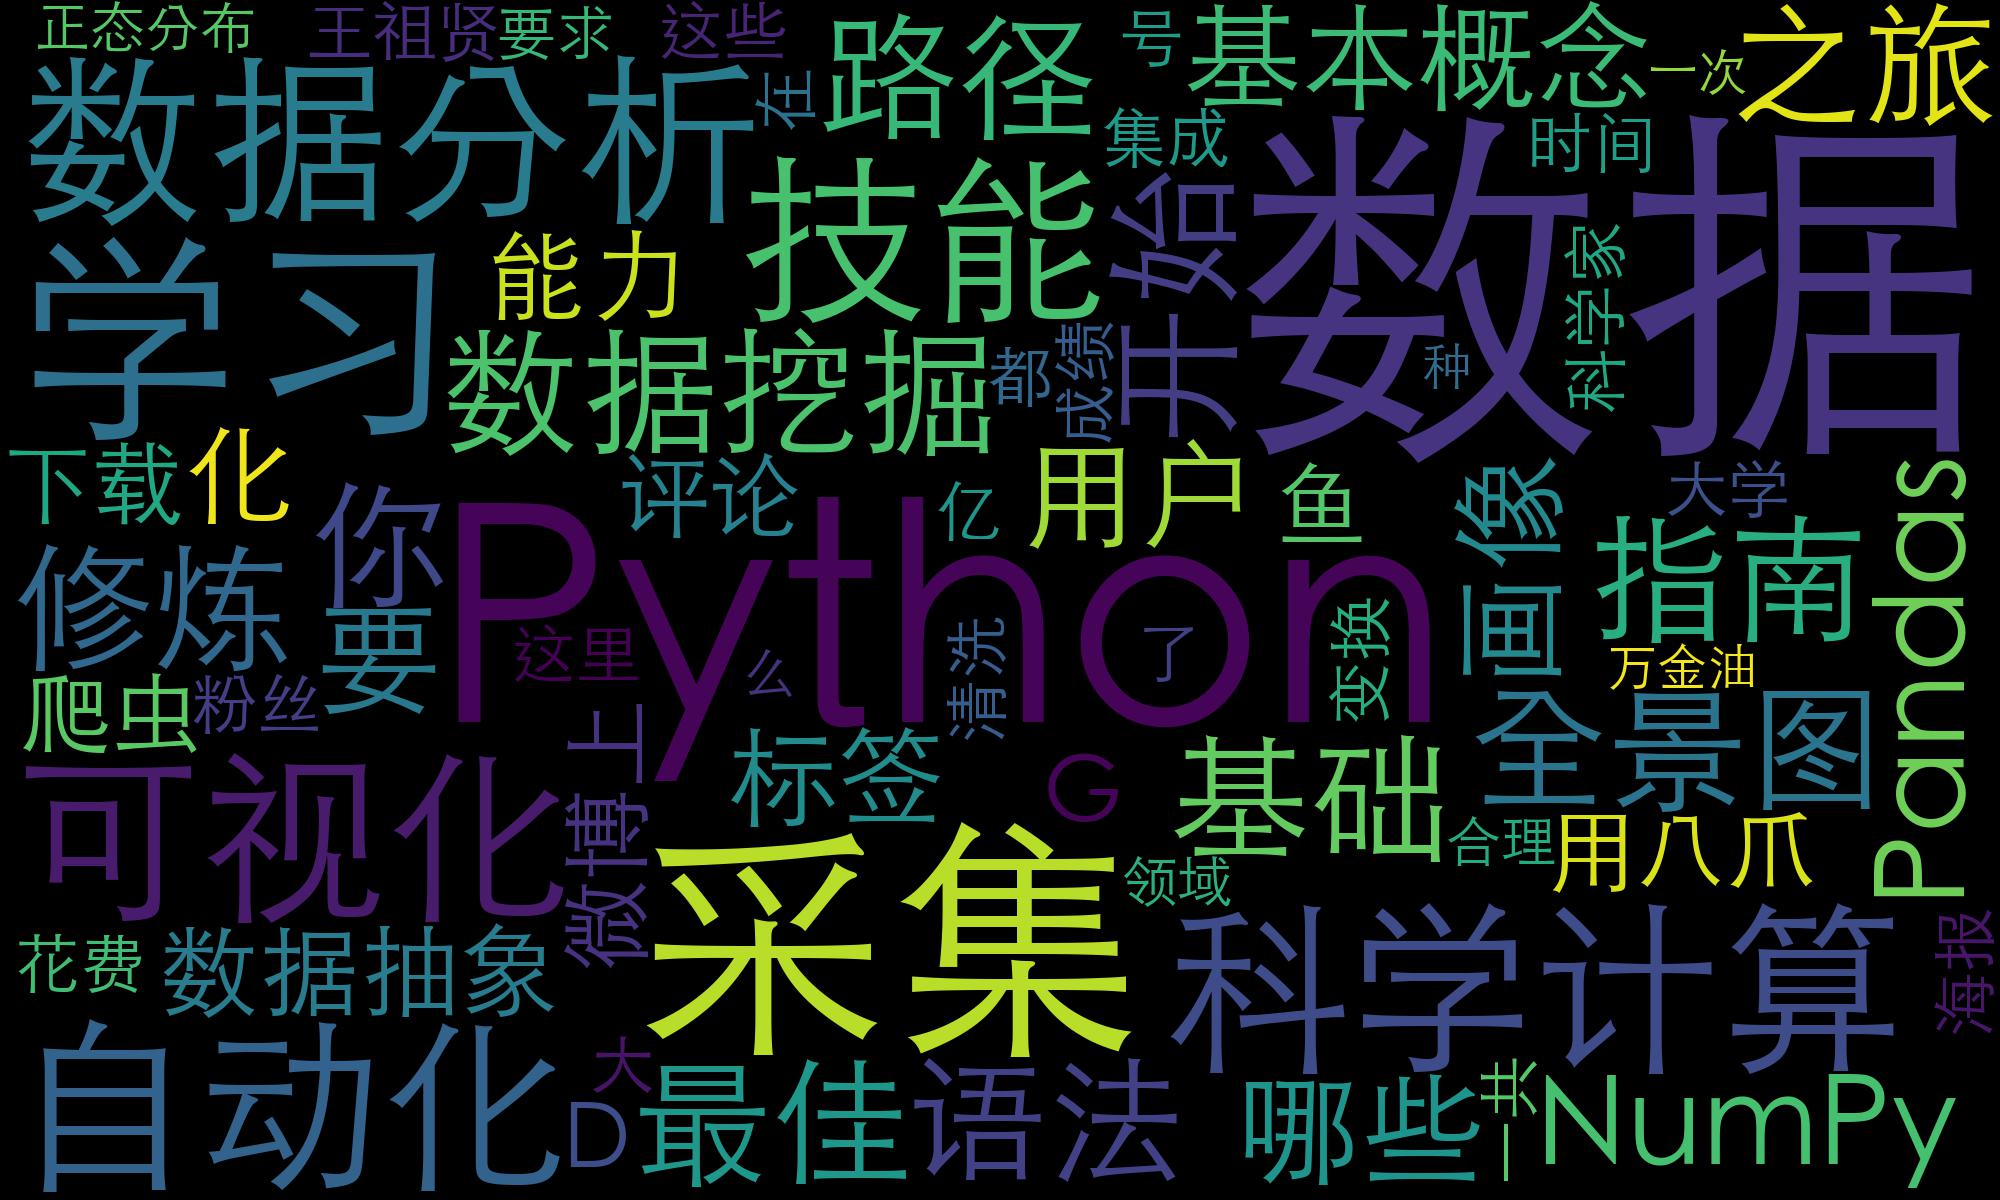 正态分布
王祖贤
要求
这些
路径
号
基本概念
一次
之旅
数据分析
在
集成
时间
数据
学习
能力
技能
开始
科学家
数据挖掘
都
成绩
种
下载
化
你
评论
亿
用户
鱼
画像
大学
指南
Pandas
修炼
要
Python
这里
么
清洗
了
变换
万金油
爬虫
粉丝
微博上
标签
G
基础
全景图
可视化
采集
领域
合理
用八爪
花费
数据抽象
科学计算
海报
自动化
大
D
最佳
语法
哪些
一共
NumPy